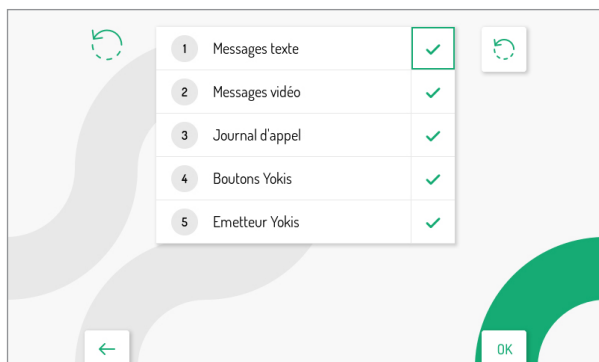 1 Messages texte
2 Messages vidéo
3 Journal d'appel
4 Boutons Yokis
5 Emetteur Yokis
OK